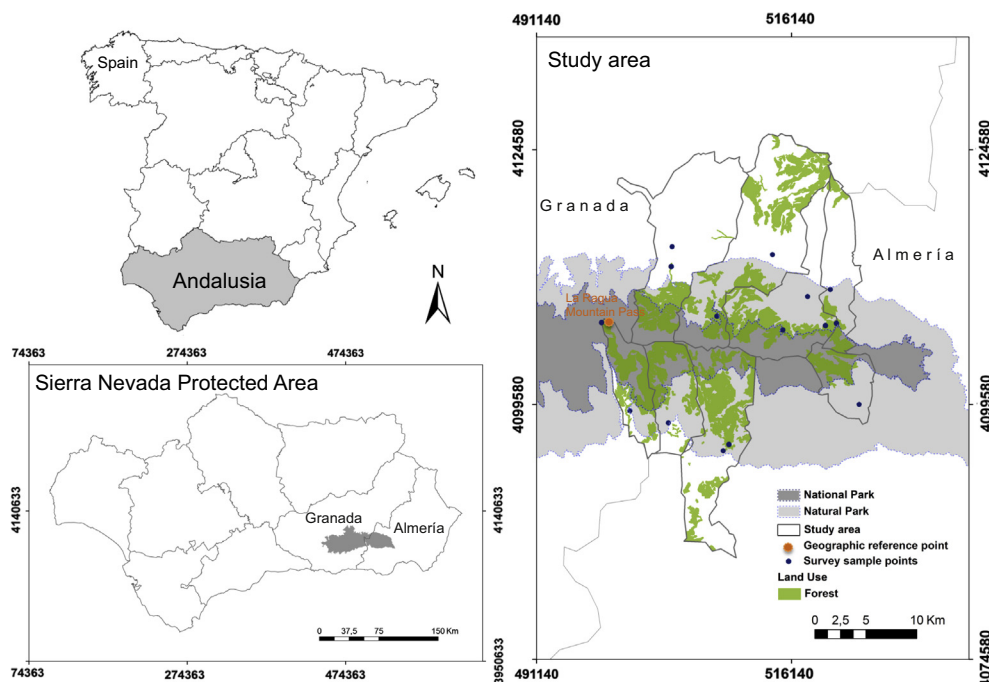 Spain
Andalusia
N
74363 274363 474363
Sierra Nevada Protected Area
Granada
Almería
4140633
4140633
3950633
0 37,5 75 150 Km
74363 274363 474363
491140 516140
Study area
4124580
4124580
Granada
Almería
La Ragua
Mountain Pass
4099580
4099580
National Park
Natural Park
Study area
Geographic reference point
Survey sample points
Land Use
Forest
0 2,5 5 10 Km
4074580
491140 516140